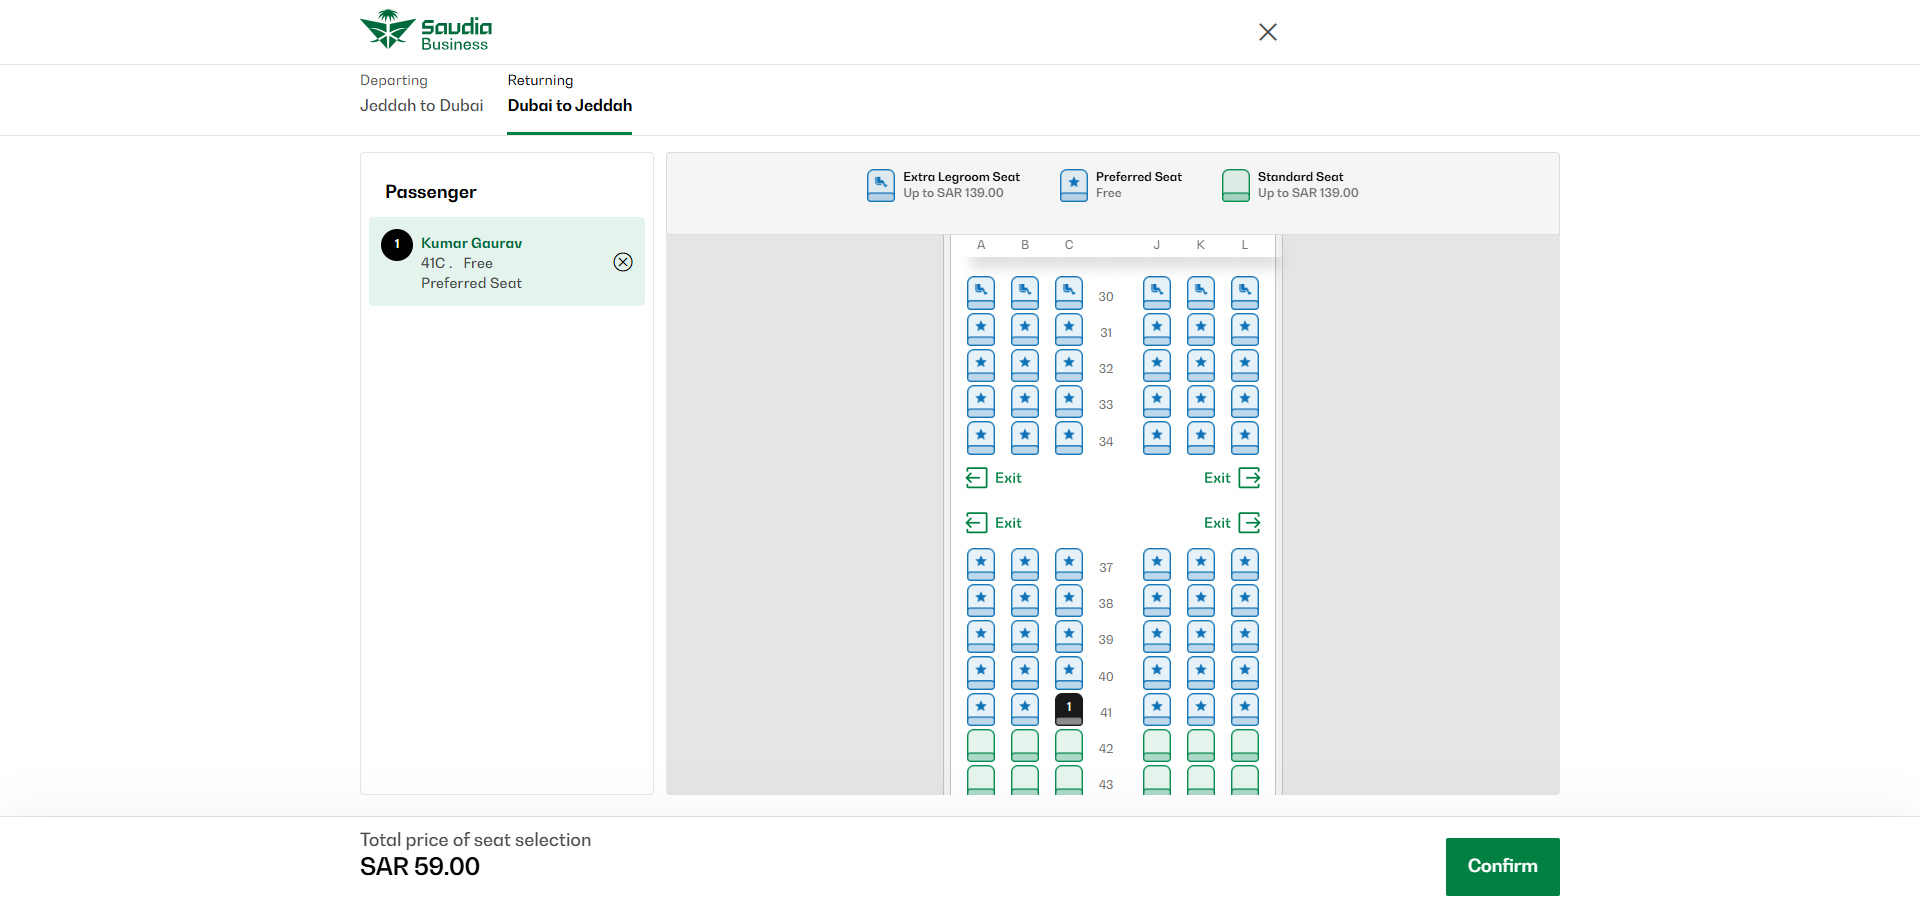 Saudia
Business
Departing
Jeddah to Dubai
Returning
Dubai to Jeddah
Passenger
1
Kumar Gaurav
41C . Free
Preferred Seat
Extra Legroom Seat
Up to SAR 139.00
Preferred Seat
Free
Standard Seat
Up to SAR 139.00
A B C J K L
30
31
32
33
34
Exit Exit
Exit Exit
37
38
39
40
1 41
42
43
Total price of seat selection
SAR 59.00
Confirm